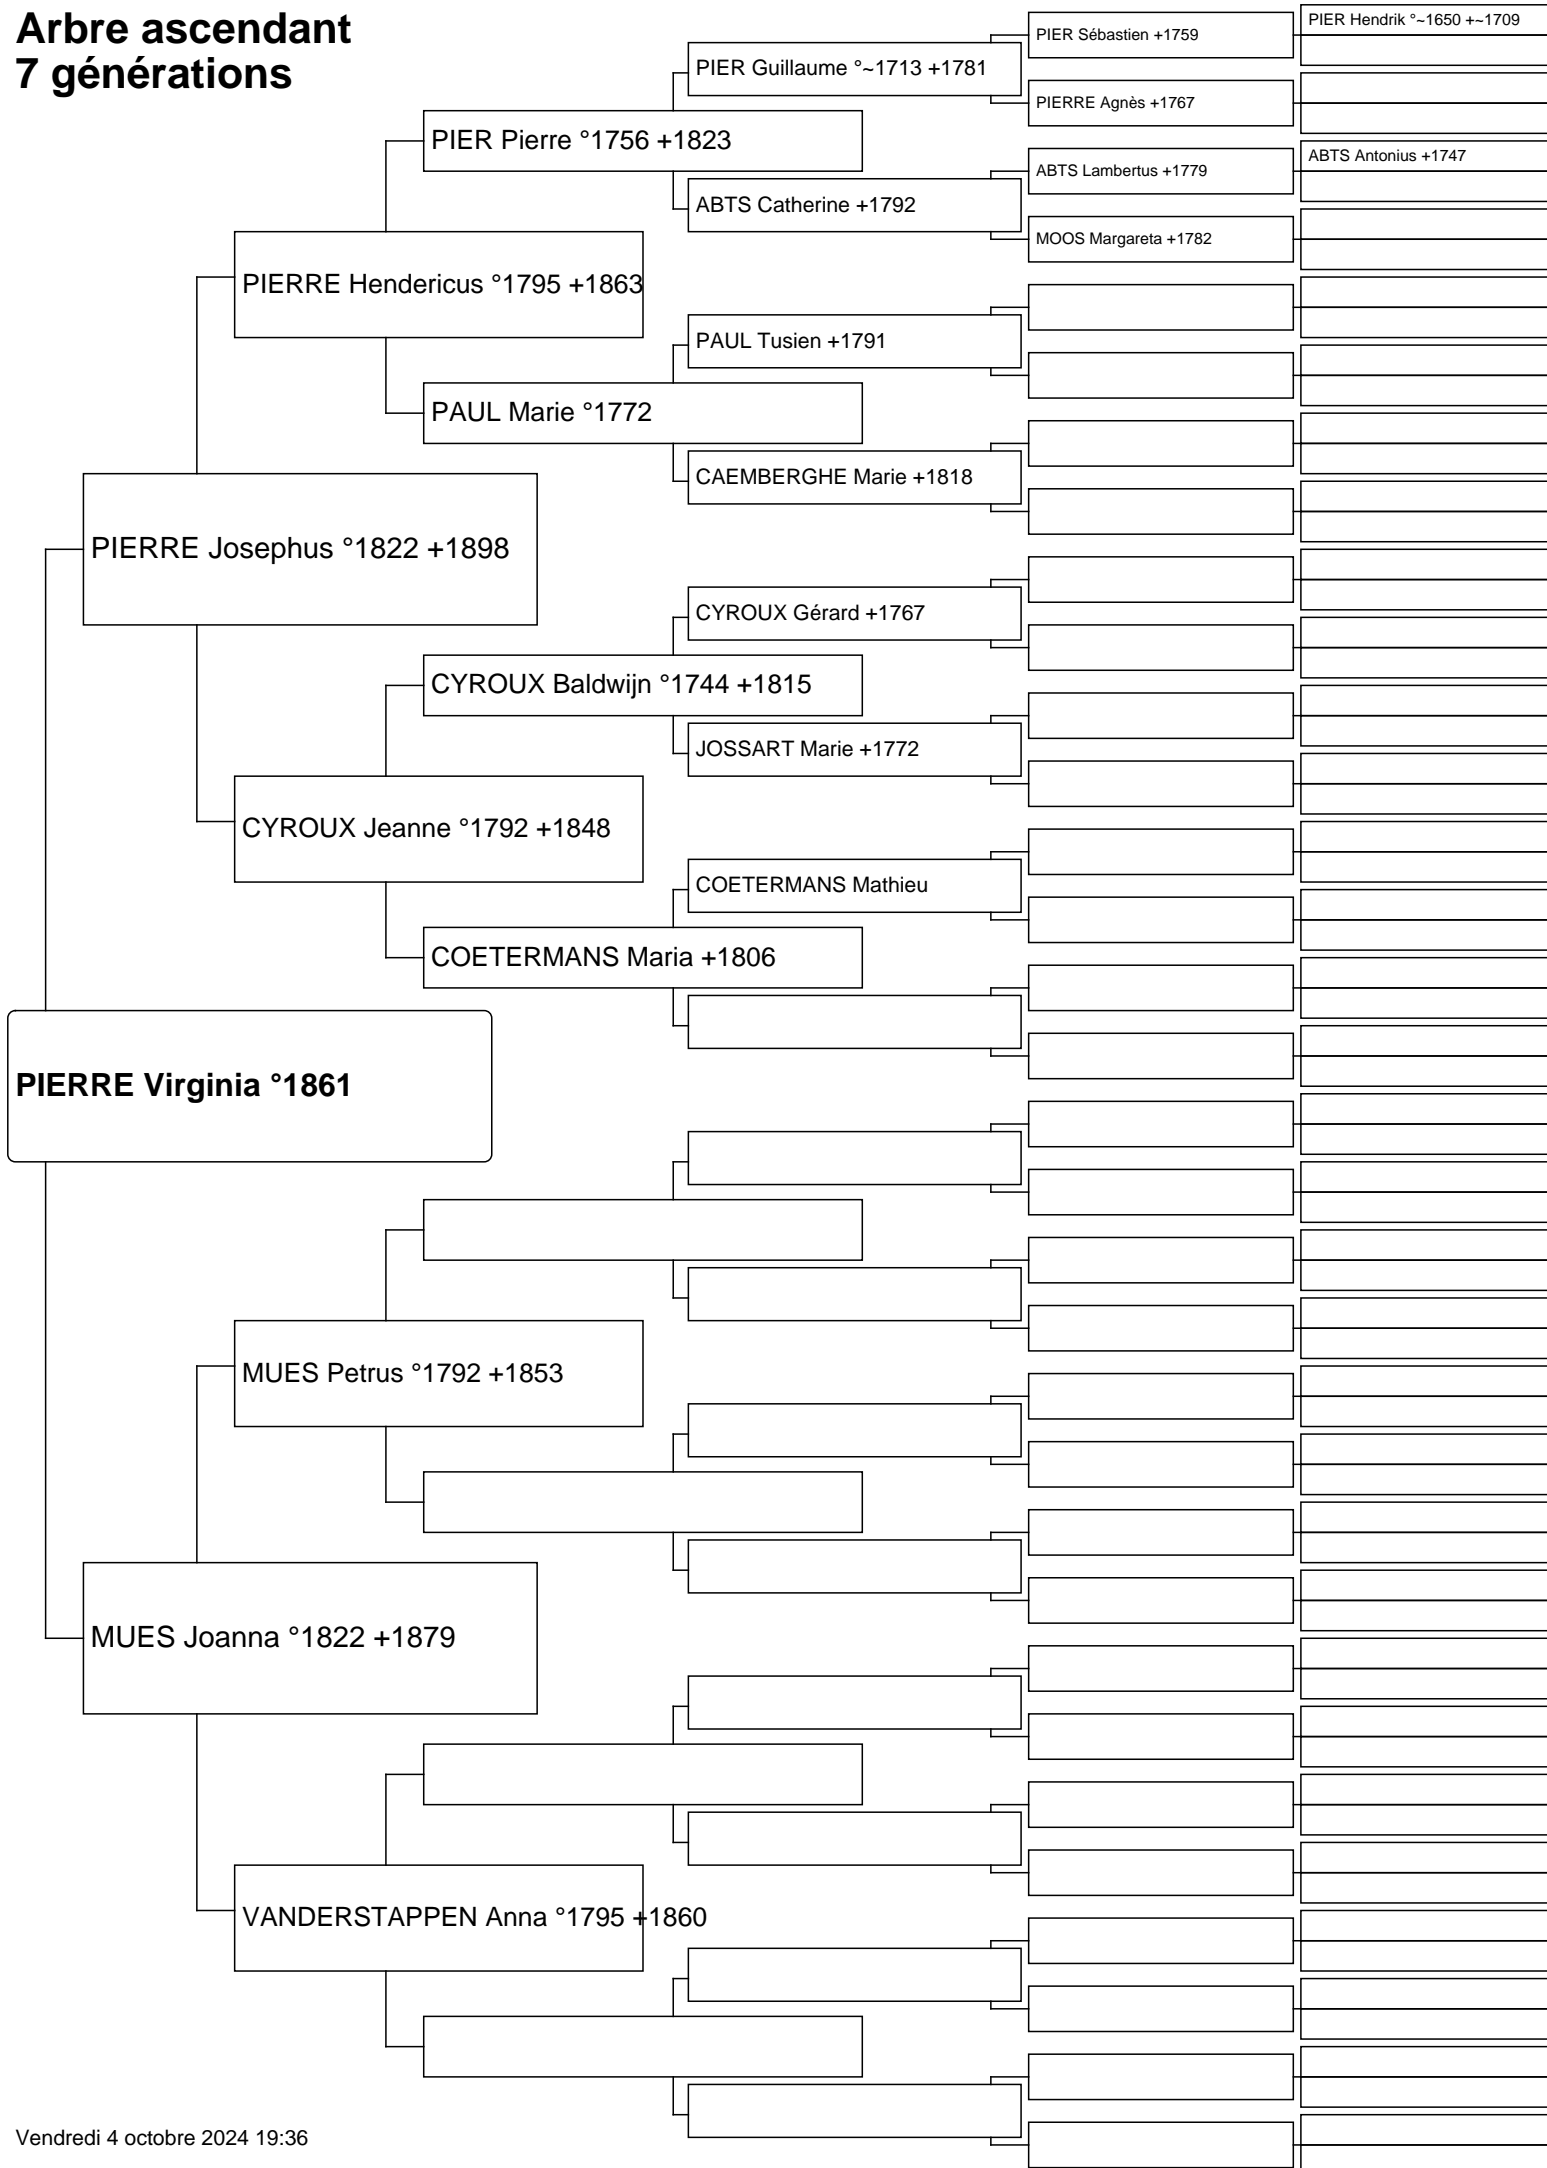 Arbre ascendant
7 générations
PIER Hendrik °~1650 +~1709
PIER Sébastien +1759
PIER Guillaume °~1713 +1781
PIERRE Agnès +1767
PIER Pierre °1756 +1823
ABTS Antonius +1747
ABTS Lambertus +1779
ABTS Catherine +1792
MOOS Margareta +1782
PIERRE Hendericus °1795 +1863
PAUL Tusien +1791
PAUL Marie °1772
CAEMBERGHE Marie +1818
PIERRE Josephus °1822 +1898
CYROUX Gérard +1767
CYROUX Baldwijn °1744 +1815
JOSSART Marie +1772
CYROUX Jeanne °1792 +1848
COETERMANS Mathieu
COETERMANS Maria +1806
PIERRE Virginia °1861
MUES Petrus °1792 +1853
MUES Joanna °1822 +1879
VANDERSTAPPEN Anna °1795 +1860
Vendredi 4 octobre 2024 19:36